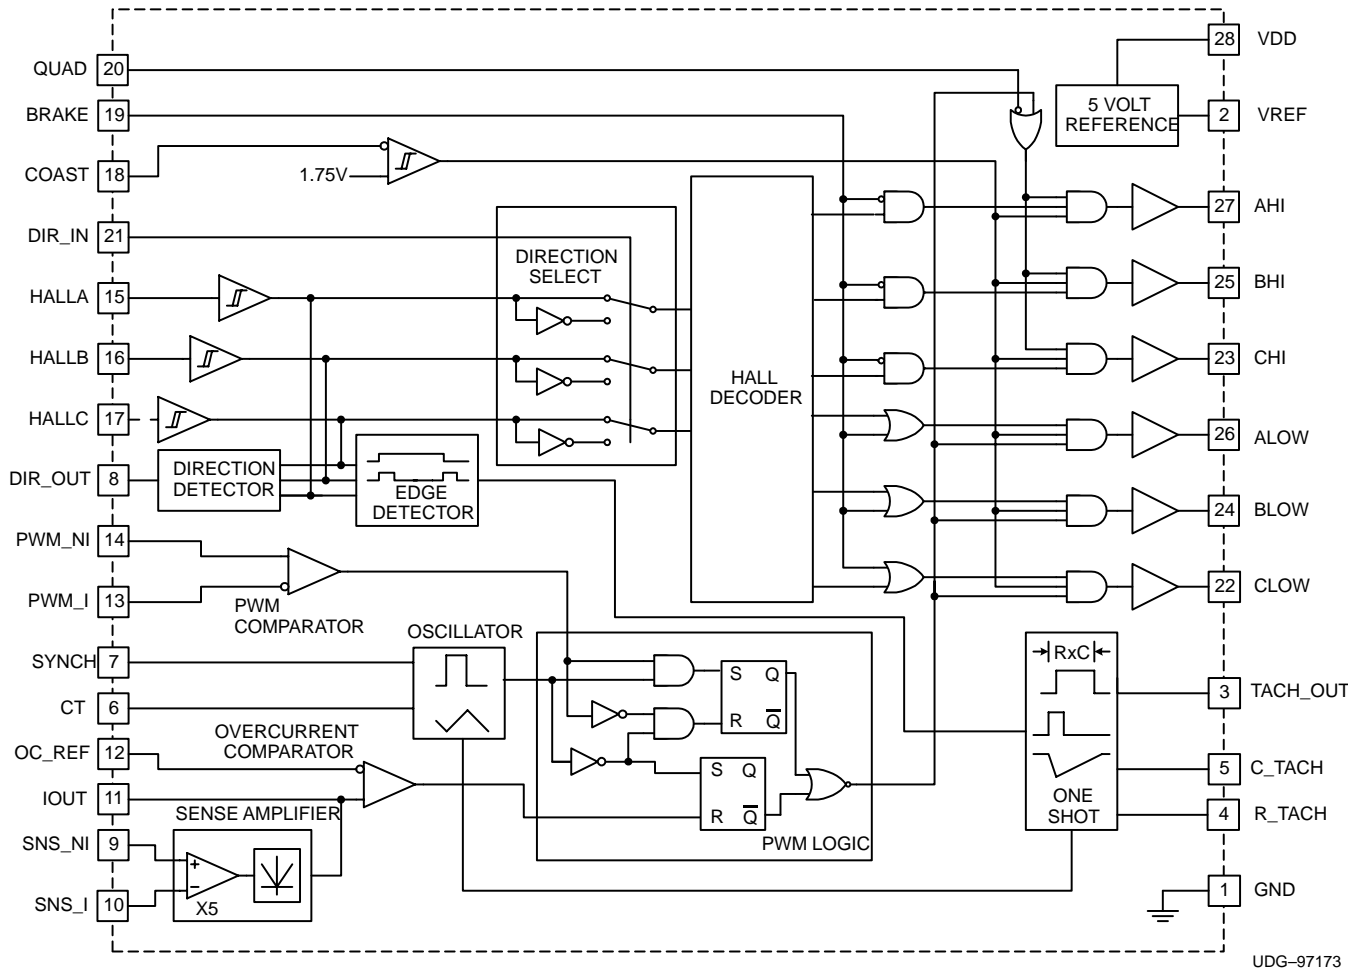 QUAD 20
BRAKE 19
COAST 18
1.75V
DIR_IN 21
HALLA 15
HALLB 16
HALLC 17
DIR_OUT 8
PWM_NI 14
PWM_I 13
SYNCH 7
CT 6
OC_REF 12
IOUT 11
SNS_NI 9
SNS_I 10
DIRECTION
SELECT
DIRECTION
DETECTOR
EDGE
DETECTOR
PWM
COMPARATOR
OSCILLATOR
OVERCURRENT
COMPARATOR
SENSE AMPLIFIER
+
−
X5
HALL
DECODER
S Q
R Q̅
S Q
R Q̅
PWM LOGIC
5 VOLT
REFERENCE
RxC
ONE
SHOT
28 VDD
2 VREF
27 AHI
25 BHI
23 CHI
26 ALOW
24 BLOW
22 CLOW
3 TACH_OUT
5 C_TACH
4 R_TACH
1 GND
UDG–97173